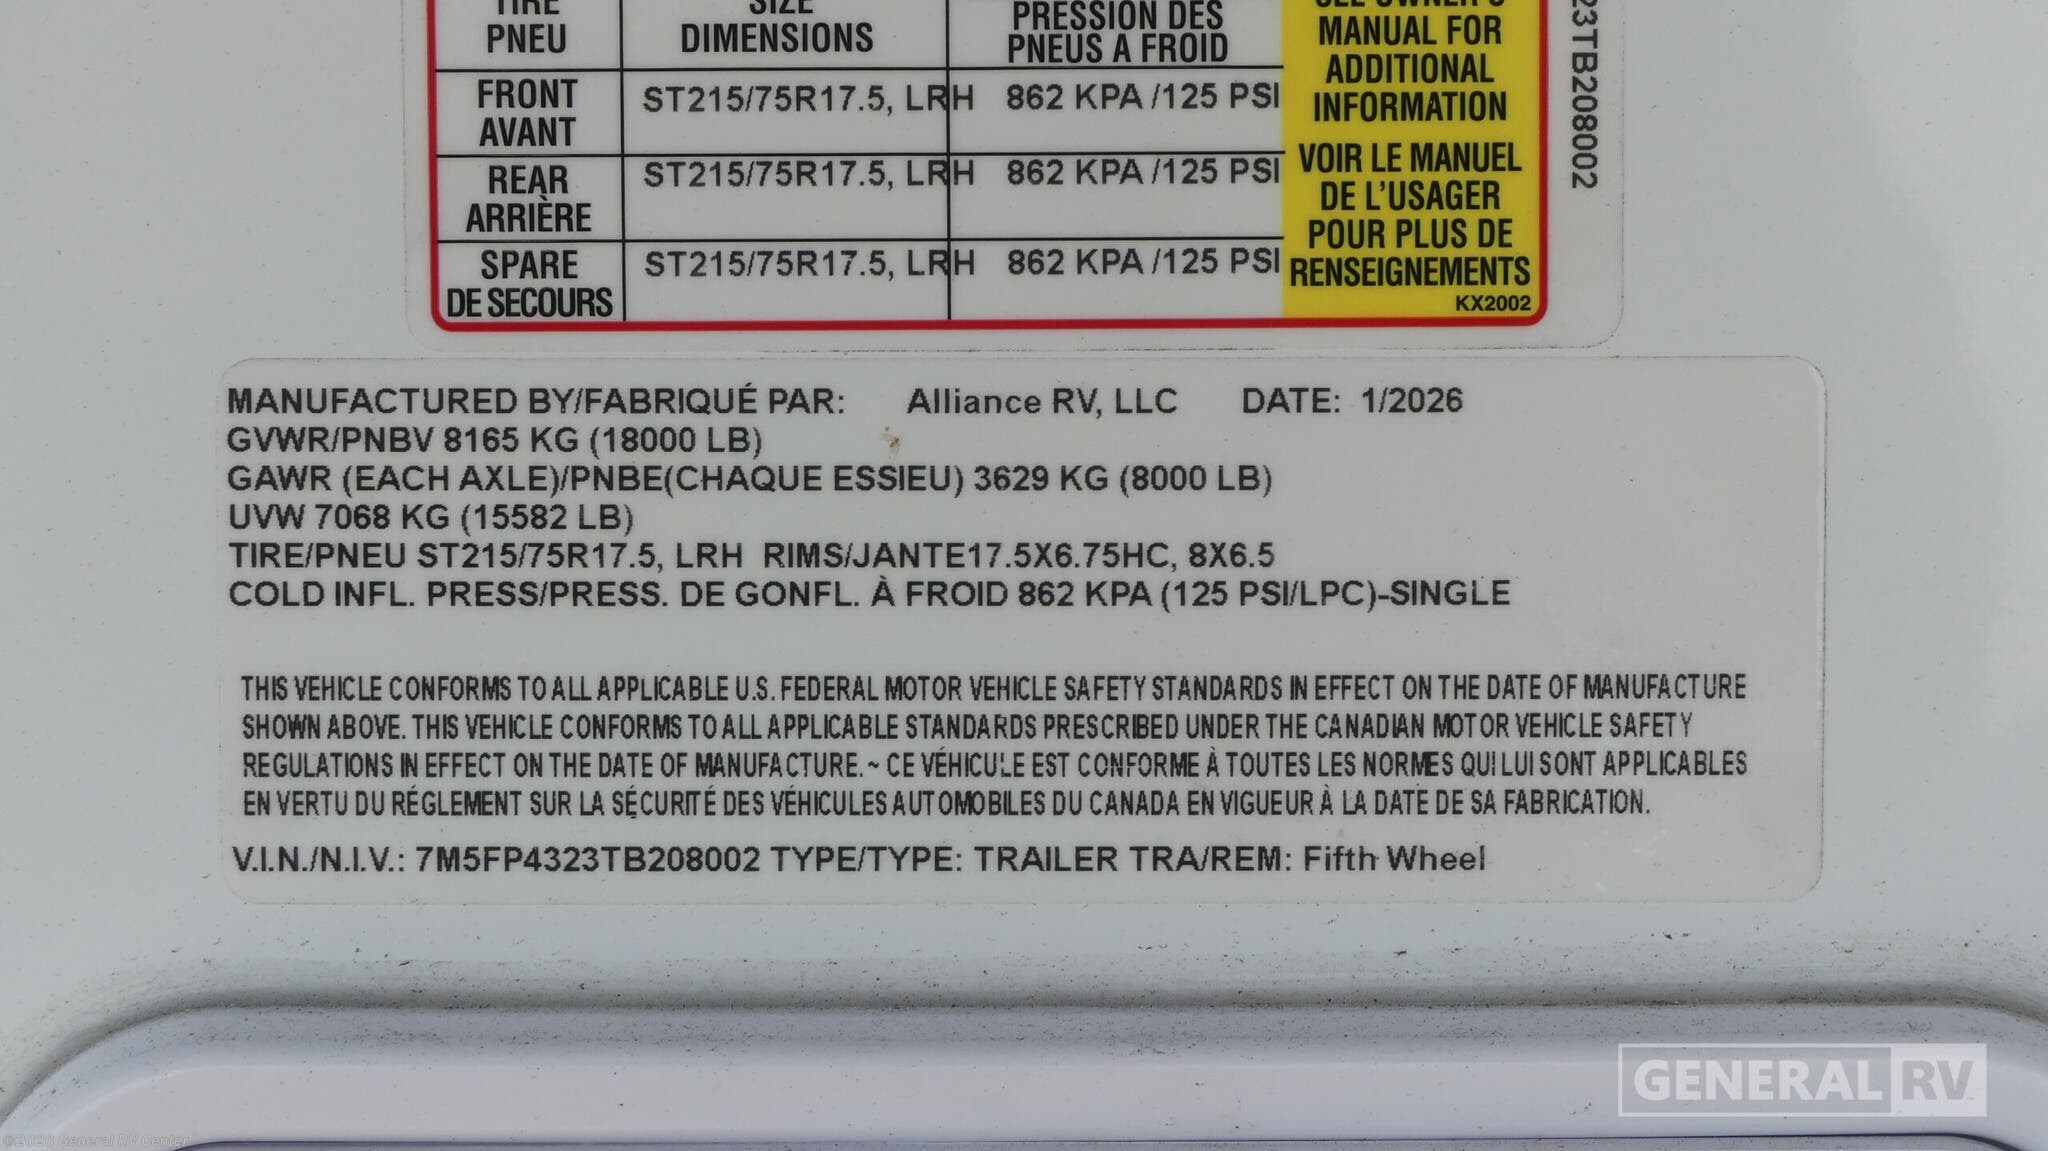 TIRE SIZE PRESSION DES
PNEU DIMENSIONS PNEUS A FROID
FRONT ST215/75R17.5, LRH 862 KPA /125 PSI
AVANT
REAR ST215/75R17.5, LRH 862 KPA /125 PSI
ARRIÈRE
SPARE ST215/75R17.5, LRH 862 KPA /125 PSI
DE SECOURS
SEE OWNER'S
MANUAL FOR
ADDITIONAL
INFORMATION
VOIR LE MANUEL
DE L'USAGER
POUR PLUS DE
RENSEIGNEMENTS
KX2002
23TB208002
MANUFACTURED BY/FABRIQUÉ PAR: Alliance RV, LLC DATE: 1/2026
GVWR/PNBV 8165 KG (18000 LB)
GAWR (EACH AXLE)/PNBE(CHAQUE ESSIEU) 3629 KG (8000 LB)
UVW 7068 KG (15582 LB)
TIRE/PNEU ST215/75R17.5, LRH RIMS/JANTE17.5X6.75HC, 8X6.5
COLD INFL. PRESS/PRESS. DE GONFL. À FROID 862 KPA (125 PSI/LPC)-SINGLE
THIS VEHICLE CONFORMS TO ALL APPLICABLE U.S. FEDERAL MOTOR VEHICLE SAFETY STANDARDS IN EFFECT ON THE DATE OF MANUFACTURE
SHOWN ABOVE. THIS VEHICLE CONFORMS TO ALL APPLICABLE STANDARDS PRESCRIBED UNDER THE CANADIAN MOTOR VEHICLE SAFETY
REGULATIONS IN EFFECT ON THE DATE OF MANUFACTURE. ~ CE VÉHICULE EST CONFORME À TOUTES LES NORMES QUI LUI SONT APPLICABLES
EN VERTU DU RÉGLEMENT SUR LA SÉCURITÉ DES VÉHICULES AUTOMOBILES DU CANADA EN VIGUEUR À LA DATE DE SA FABRICATION.
V.I.N./N.I.V.: 7M5FP4323TB208002 TYPE/TYPE: TRAILER TRA/REM: Fifth Wheel
GENERAL RV
©2026 General RV Center